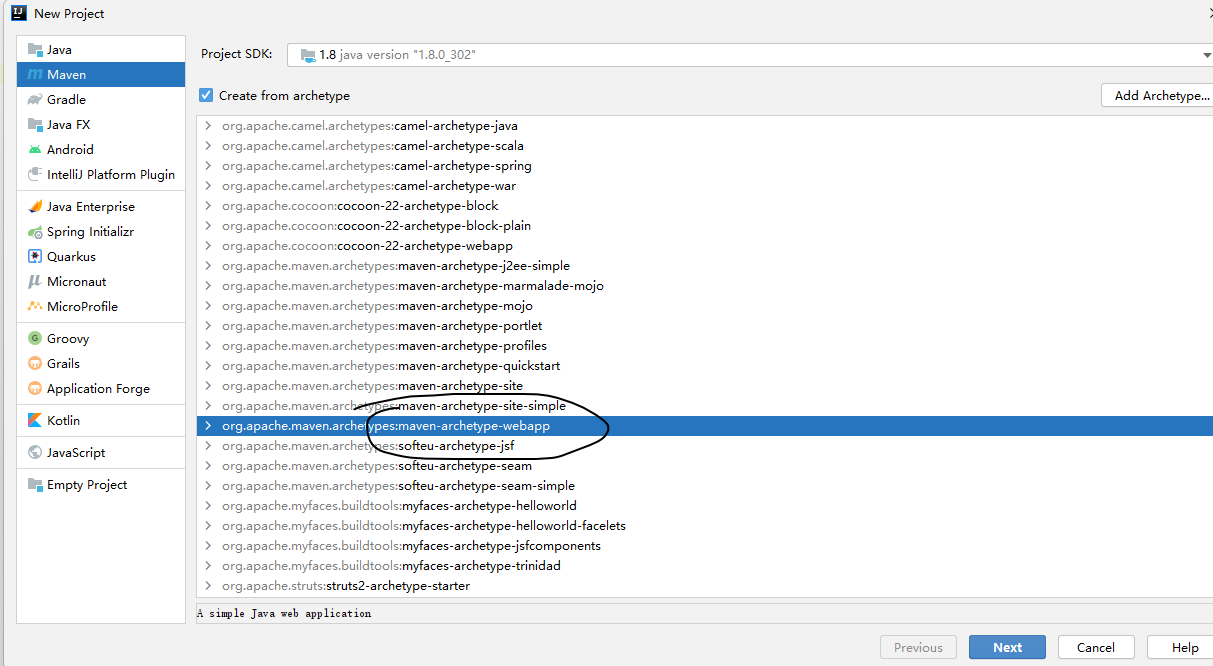 New Project
Java
Maven
Gradle
Java FX
Android
IntelliJ Platform Plugin
Java Enterprise
Spring Initializr
Quarkus
Micronaut
MicroProfile
Groovy
Grails
Application Forge
Kotlin
JavaScript
Empty Project
Project SDK: 1.8 java version "1.8.0_302"
Create from archetype
Add Archetype...
org.apache.camel.archetypes:camel-archetype-java
org.apache.camel.archetypes:camel-archetype-scala
org.apache.camel.archetypes:camel-archetype-spring
org.apache.camel.archetypes:camel-archetype-war
org.apache.cocoon:cocoon-22-archetype-block
org.apache.cocoon:cocoon-22-archetype-block-plain
org.apache.cocoon:cocoon-22-archetype-webapp
org.apache.maven.archetypes:maven-archetype-j2ee-simple
org.apache.maven.archetypes:maven-archetype-marmalade-mojo
org.apache.maven.archetypes:maven-archetype-mojo
org.apache.maven.archetypes:maven-archetype-portlet
org.apache.maven.archetypes:maven-archetype-profiles
org.apache.maven.archetypes:maven-archetype-quickstart
org.apache.maven.archetypes:maven-archetype-site
org.apache.maven.archetypes:maven-archetype-site-simple
org.apache.maven.archetypes:maven-archetype-webapp
org.apache.maven.archetypes:softeu-archetype-jsf
org.apache.maven.archetypes:softeu-archetype-seam
org.apache.maven.archetypes:softeu-archetype-seam-simple
org.apache.myfaces.buildtools:myfaces-archetype-helloworld
org.apache.myfaces.buildtools:myfaces-archetype-helloworld-facelets
org.apache.myfaces.buildtools:myfaces-archetype-jsfcomponents
org.apache.myfaces.buildtools:myfaces-archetype-trinidad
org.apache.struts:struts2-archetype-starter
A simple Java web application
Previous
Next
Cancel
Help